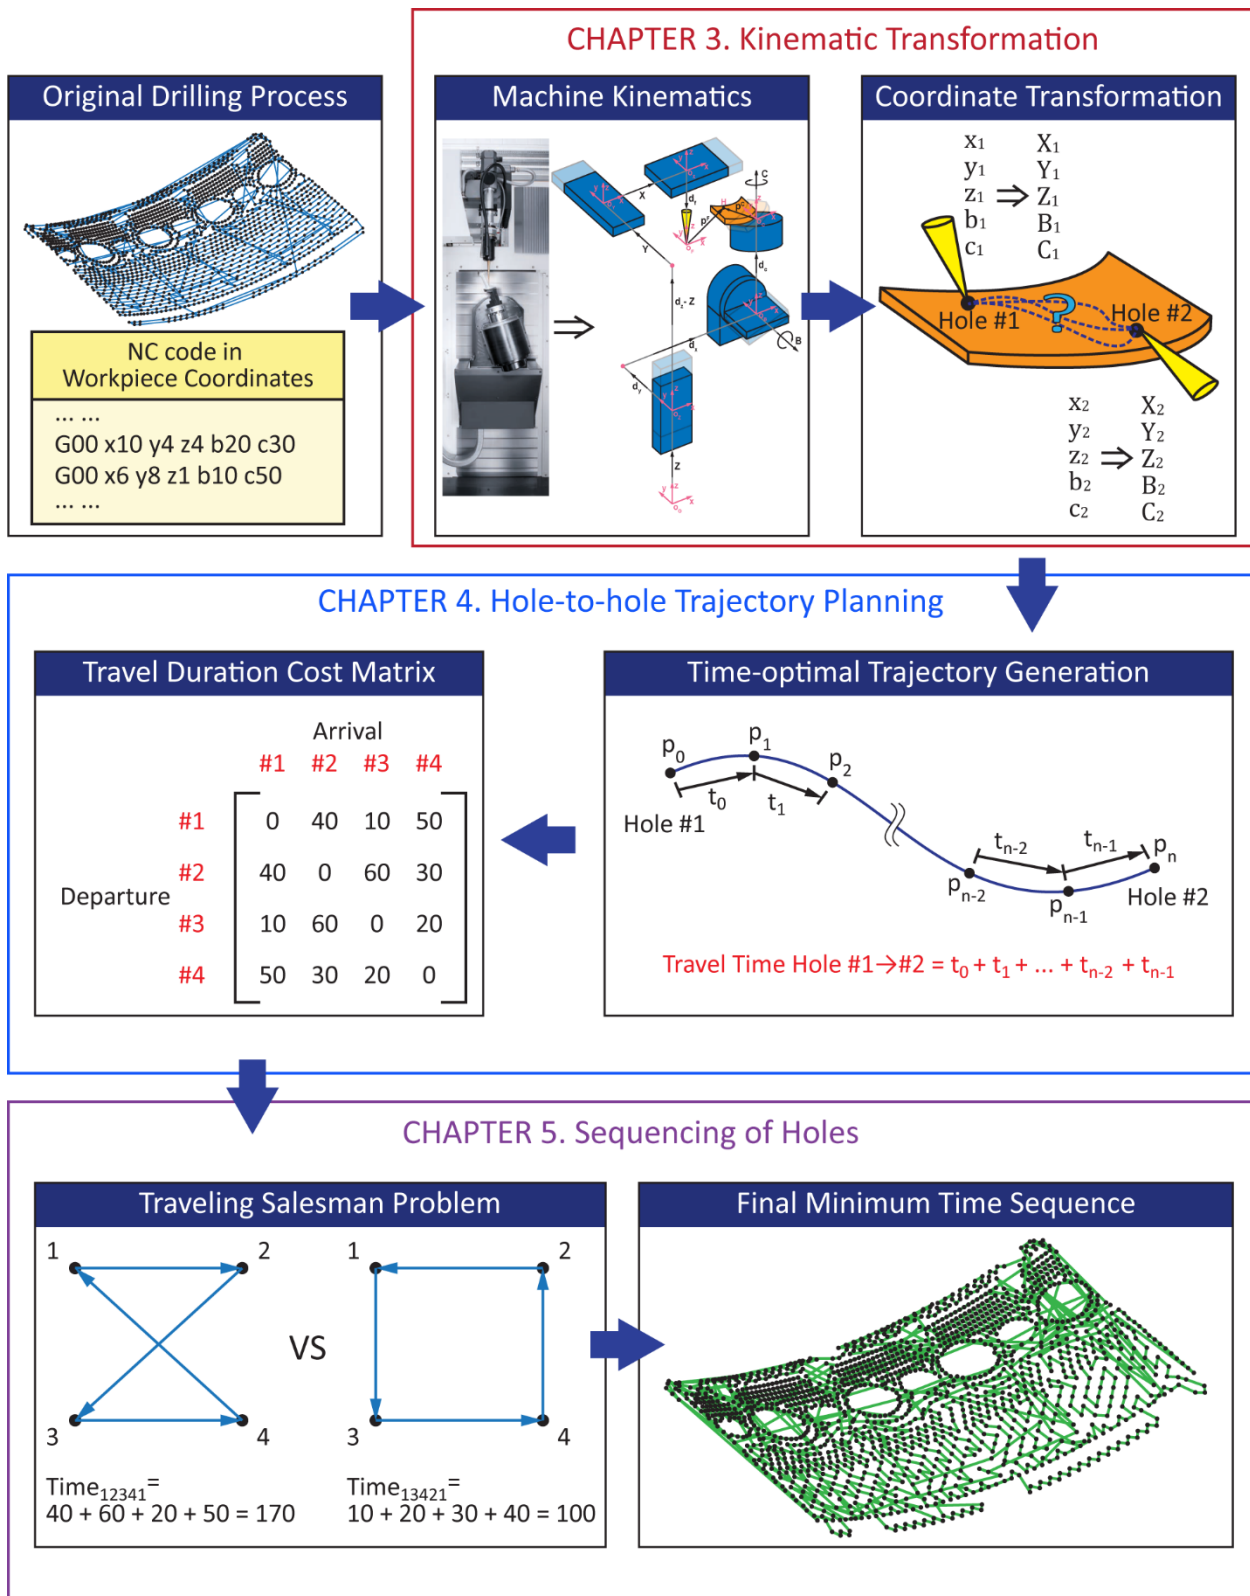 CHAPTER 3. Kinematic Transformation
Original Drilling Process
NC code in
Workpiece Coordinates
... ...
G00 x10 y4 z4 b20 c30
G00 x6 y8 z1 b10 c50
... ...
Machine Kinematics
⇒
X
Y
C
B
Z
Coordinate Transformation
x₁ X₁
y₁ Y₁
z₁ ⇒ Z₁
b₁ B₁
c₁ C₁
Hole #1
?
Hole #2
x₂ X₂
y₂ Y₂
z₂ ⇒ Z₂
b₂ B₂
c₂ C₂
CHAPTER 4. Hole-to-hole Trajectory Planning
Travel Duration Cost Matrix
Arrival
#1 #2 #3 #4
#1 0 40 10 50
#2 40 0 60 30
Departure
#3 10 60 0 20
#4 50 30 20 0
Time-optimal Trajectory Generation
p₀ p₁ p₂
t₀ t₁
Hole #1
tₙ₋₂ tₙ₋₁ pₙ
pₙ₋₂ pₙ₋₁ Hole #2
Travel Time Hole #1→#2 = t₀ + t₁ + ... + tₙ₋₂ + tₙ₋₁
CHAPTER 5. Sequencing of Holes
Traveling Salesman Problem
1 2
3 4
VS
1 2
3 4
Time₁₂₃₄₁=
40 + 60 + 20 + 50 = 170
Time₁₃₄₂₁=
10 + 20 + 30 + 40 = 100
Final Minimum Time Sequence